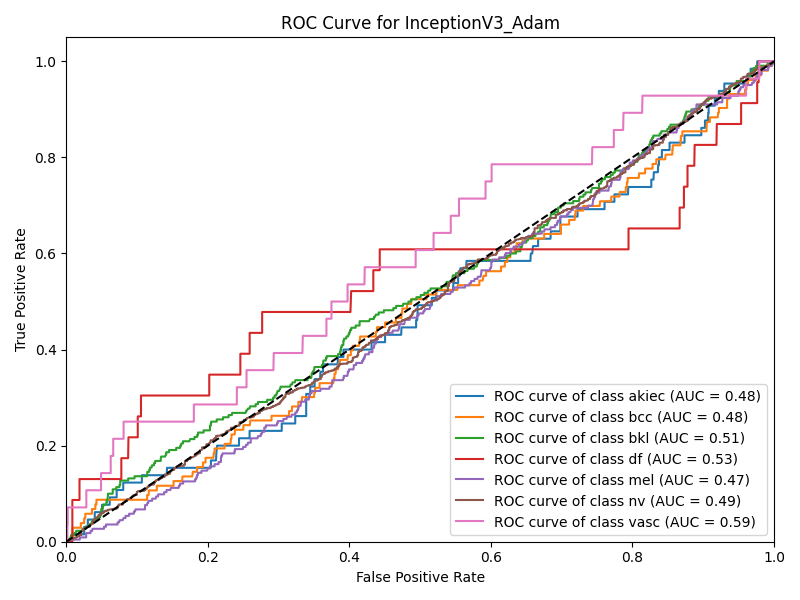 ROC Curve for InceptionV3_Adam
True Positive Rate
1.0
0.8
0.6
0.4
0.2
0.0
ROC curve of class akiec (AUC = 0.48)
ROC curve of class bcc (AUC = 0.48)
ROC curve of class bkl (AUC = 0.51)
ROC curve of class df (AUC = 0.53)
ROC curve of class mel (AUC = 0.47)
ROC curve of class nv (AUC = 0.49)
ROC curve of class vasc (AUC = 0.59)
0.0 0.2 0.4 0.6 0.8 1.0
False Positive Rate